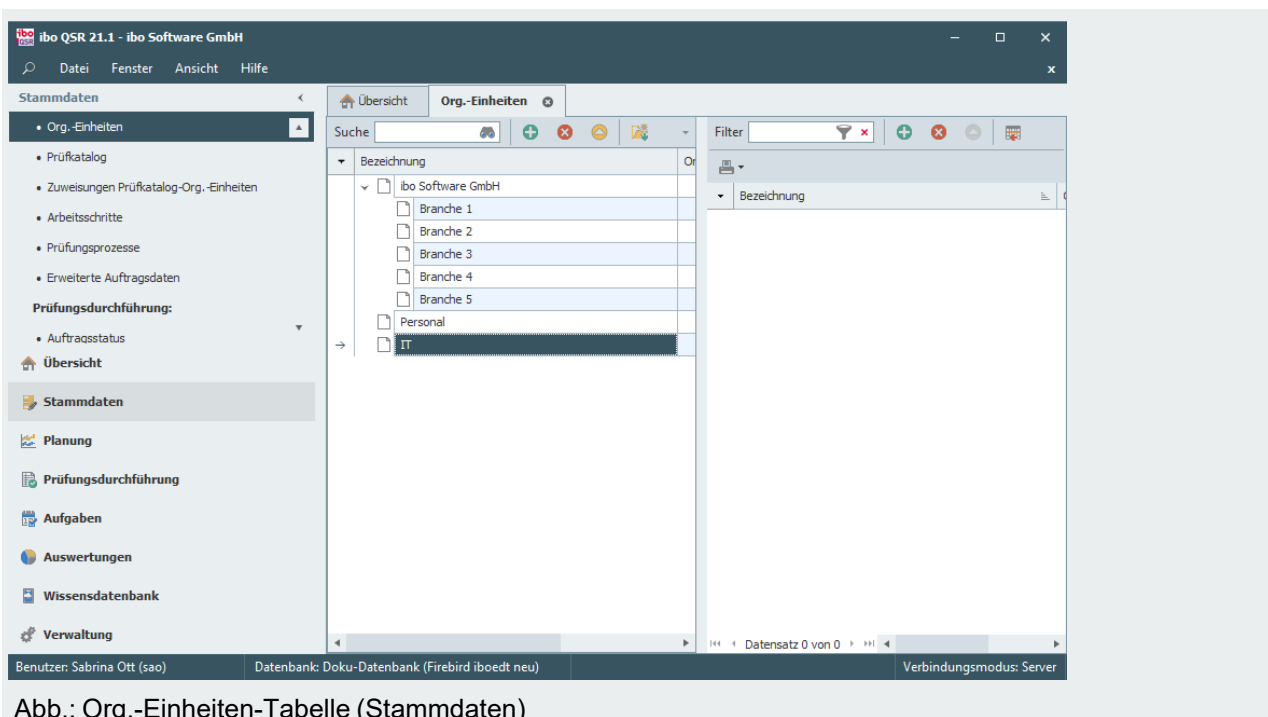 ibo QSR 21.1 - ibo Software GmbH
Datei Fenster Ansicht Hilfe
Stammdaten
• Org.-Einheiten
• Prüfkatalog
• Zuweisungen Prüfkatalog-Org.-Einheiten
• Arbeitsschritte
• Prüfungsprozesse
• Erweiterte Auftragsdaten
Prüfungsdurchführung:
• Auftragsstatus
Übersicht
Stammdaten
Planung
Prüfungsdurchführung
Aufgaben
Auswertungen
Wissensdatenbank
Verwaltung
Übersicht Org.-Einheiten
Suche
Bezeichnung Or
ibo Software GmbH
Branche 1
Branche 2
Branche 3
Branche 4
Branche 5
Personal
IT
Filter
Bezeichnung
Datensatz 0 von 0
Benutzer: Sabrina Ott (sao) Datenbank: Doku-Datenbank (Firebird iboedt neu) Verbindungsmodus: Server
Abb.: Org.-Einheiten-Tabelle (Stammdaten)